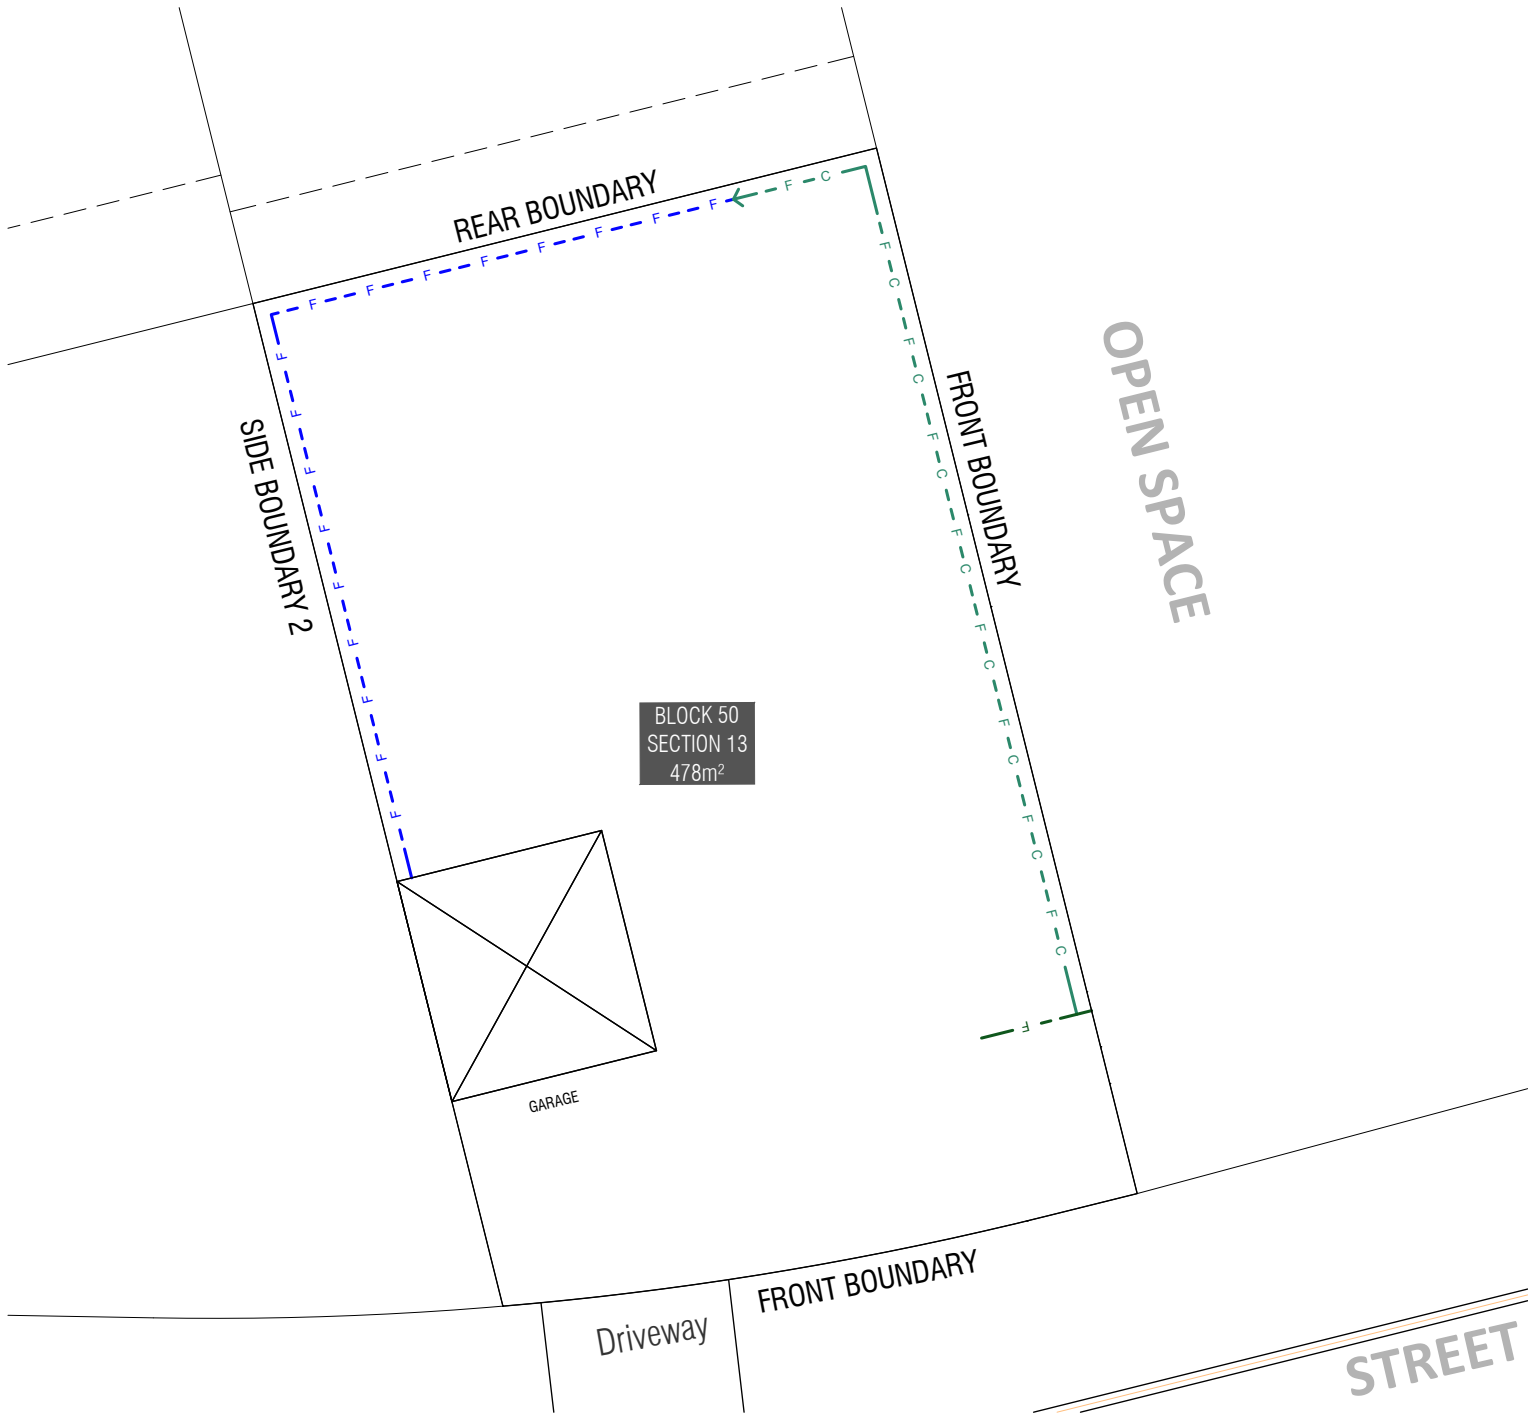 REAR BOUNDARY
F C
F F F F F F F F
F F F F F F F F F
F C F C F C F C F C F C F C F C
SIDE BOUNDARY 2
FRONT BOUNDARY
OPEN SPACE
BLOCK 50
SECTION 13
478m²
F
GARAGE
FRONT BOUNDARY
Driveway
STREET